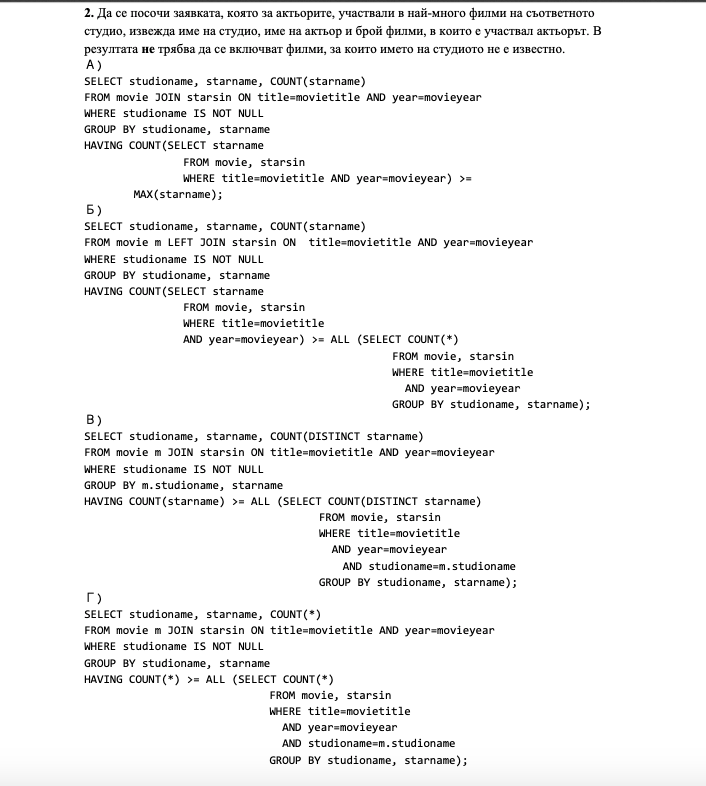 2. Да се посочи заявката, която за актьорите, участвали в най-много филми на съответното
студио, извежда име на студио, име на актьор и брой филми, в които е участвал актьорът. В
резултата не трябва да се включват филми, за които името на студиото не е известно.
А)
SELECT studioname, starname, COUNT(starname)
FROM movie JOIN starsin ON title=movietitle AND year=movieyear
WHERE studioname IS NOT NULL
GROUP BY studioname, starname
HAVING COUNT(SELECT starname
FROM movie, starsin
WHERE title=movietitle AND year=movieyear) >=
MAX(starname);
Б)
SELECT studioname, starname, COUNT(starname)
FROM movie m LEFT JOIN starsin ON title=movietitle AND year=movieyear
WHERE studioname IS NOT NULL
GROUP BY studioname, starname
HAVING COUNT(SELECT starname
FROM movie, starsin
WHERE title=movietitle
AND year=movieyear) >= ALL (SELECT COUNT(*)
FROM movie, starsin
WHERE title=movietitle
AND year=movieyear
GROUP BY studioname, starname);
В)
SELECT studioname, starname, COUNT(DISTINCT starname)
FROM movie m JOIN starsin ON title=movietitle AND year=movieyear
WHERE studioname IS NOT NULL
GROUP BY m.studioname, starname
HAVING COUNT(starname) >= ALL (SELECT COUNT(DISTINCT starname)
FROM movie, starsin
WHERE title=movietitle
AND year=movieyear
AND studioname=m.studioname
GROUP BY studioname, starname);
Г)
SELECT studioname, starname, COUNT(*)
FROM movie m JOIN starsin ON title=movietitle AND year=movieyear
WHERE studioname IS NOT NULL
GROUP BY studioname, starname
HAVING COUNT(*) >= ALL (SELECT COUNT(*)
FROM movie, starsin
WHERE title=movietitle
AND year=movieyear
AND studioname=m.studioname
GROUP BY studioname, starname);